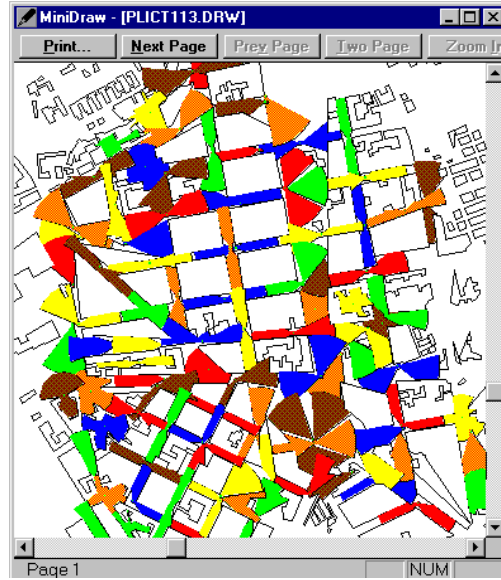 MiniDraw - [PLICT113.DRW]
Print... Next Page Prev Page Two Page Zoom In
Page 1 NUM